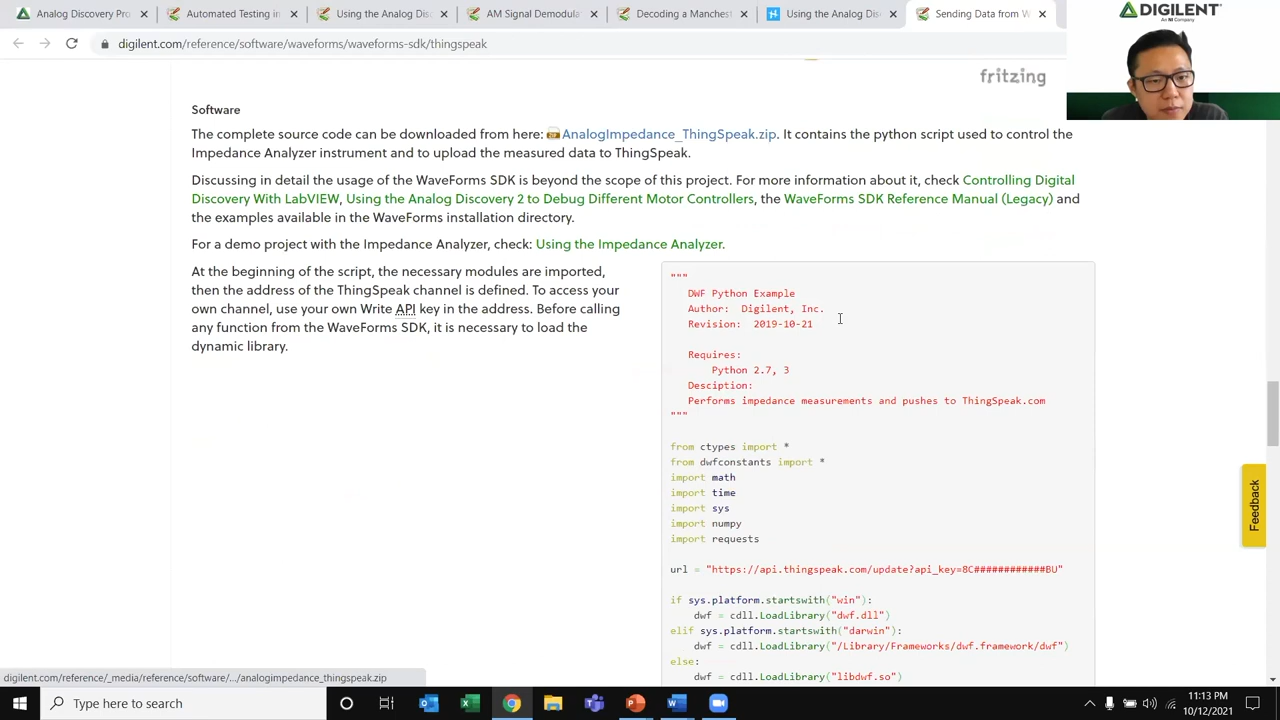 Analog Discovery Pro
Automated Testing in
Using the Analog Di
Demodula
Decoding a Manches
Using the Analog Dis
Sending Data from W
DIGILENT
An NI Company
digilent.com/reference/software/waveforms/waveforms-sdk/thingspeak
fritzing
Software
The complete source code can be downloaded from here: AnalogImpedance_ThingSpeak.zip. It contains the python script used to control the
Impedance Analyzer instrument and to upload the measured data to ThingSpeak.
Discussing in detail the usage of the WaveForms SDK is beyond the scope of this project. For more information about it, check Controlling Digital
Discovery With LabVIEW, Using the Analog Discovery 2 to Debug Different Motor Controllers, the WaveForms SDK Reference Manual (Legacy) and
the examples available in the WaveForms installation directory.
For a demo project with the Impedance Analyzer, check: Using the Impedance Analyzer.
At the beginning of the script, the necessary modules are imported,
then the address of the ThingSpeak channel is defined. To access your
own channel, use your own Write API key in the address. Before calling
any function from the WaveForms SDK, it is necessary to load the
dynamic library.
"""
DWF Python Example
Author: Digilent, Inc.
Revision: 2019-10-21
Requires:
Python 2.7, 3
Desciption:
Performs impedance measurements and pushes to ThingSpeak.com
"""
from ctypes import *
from dwfconstants import *
import math
import time
import sys
import numpy
import requests
url = "https://api.thingspeak.com/update?api_key=8C############BU"
if sys.platform.startswith("win"):
dwf = cdll.LoadLibrary("dwf.dll")
elif sys.platform.startswith("darwin"):
dwf = cdll.LoadLibrary("/Library/Frameworks/dwf.framework/dwf")
else:
dwf = cdll.LoadLibrary("libdwf.so")
Feedback
digilent.com/reference/_media/reference/software/.../analogimpedance_thingspeak.zip
Type here to search
11:13 PM
10/12/2021